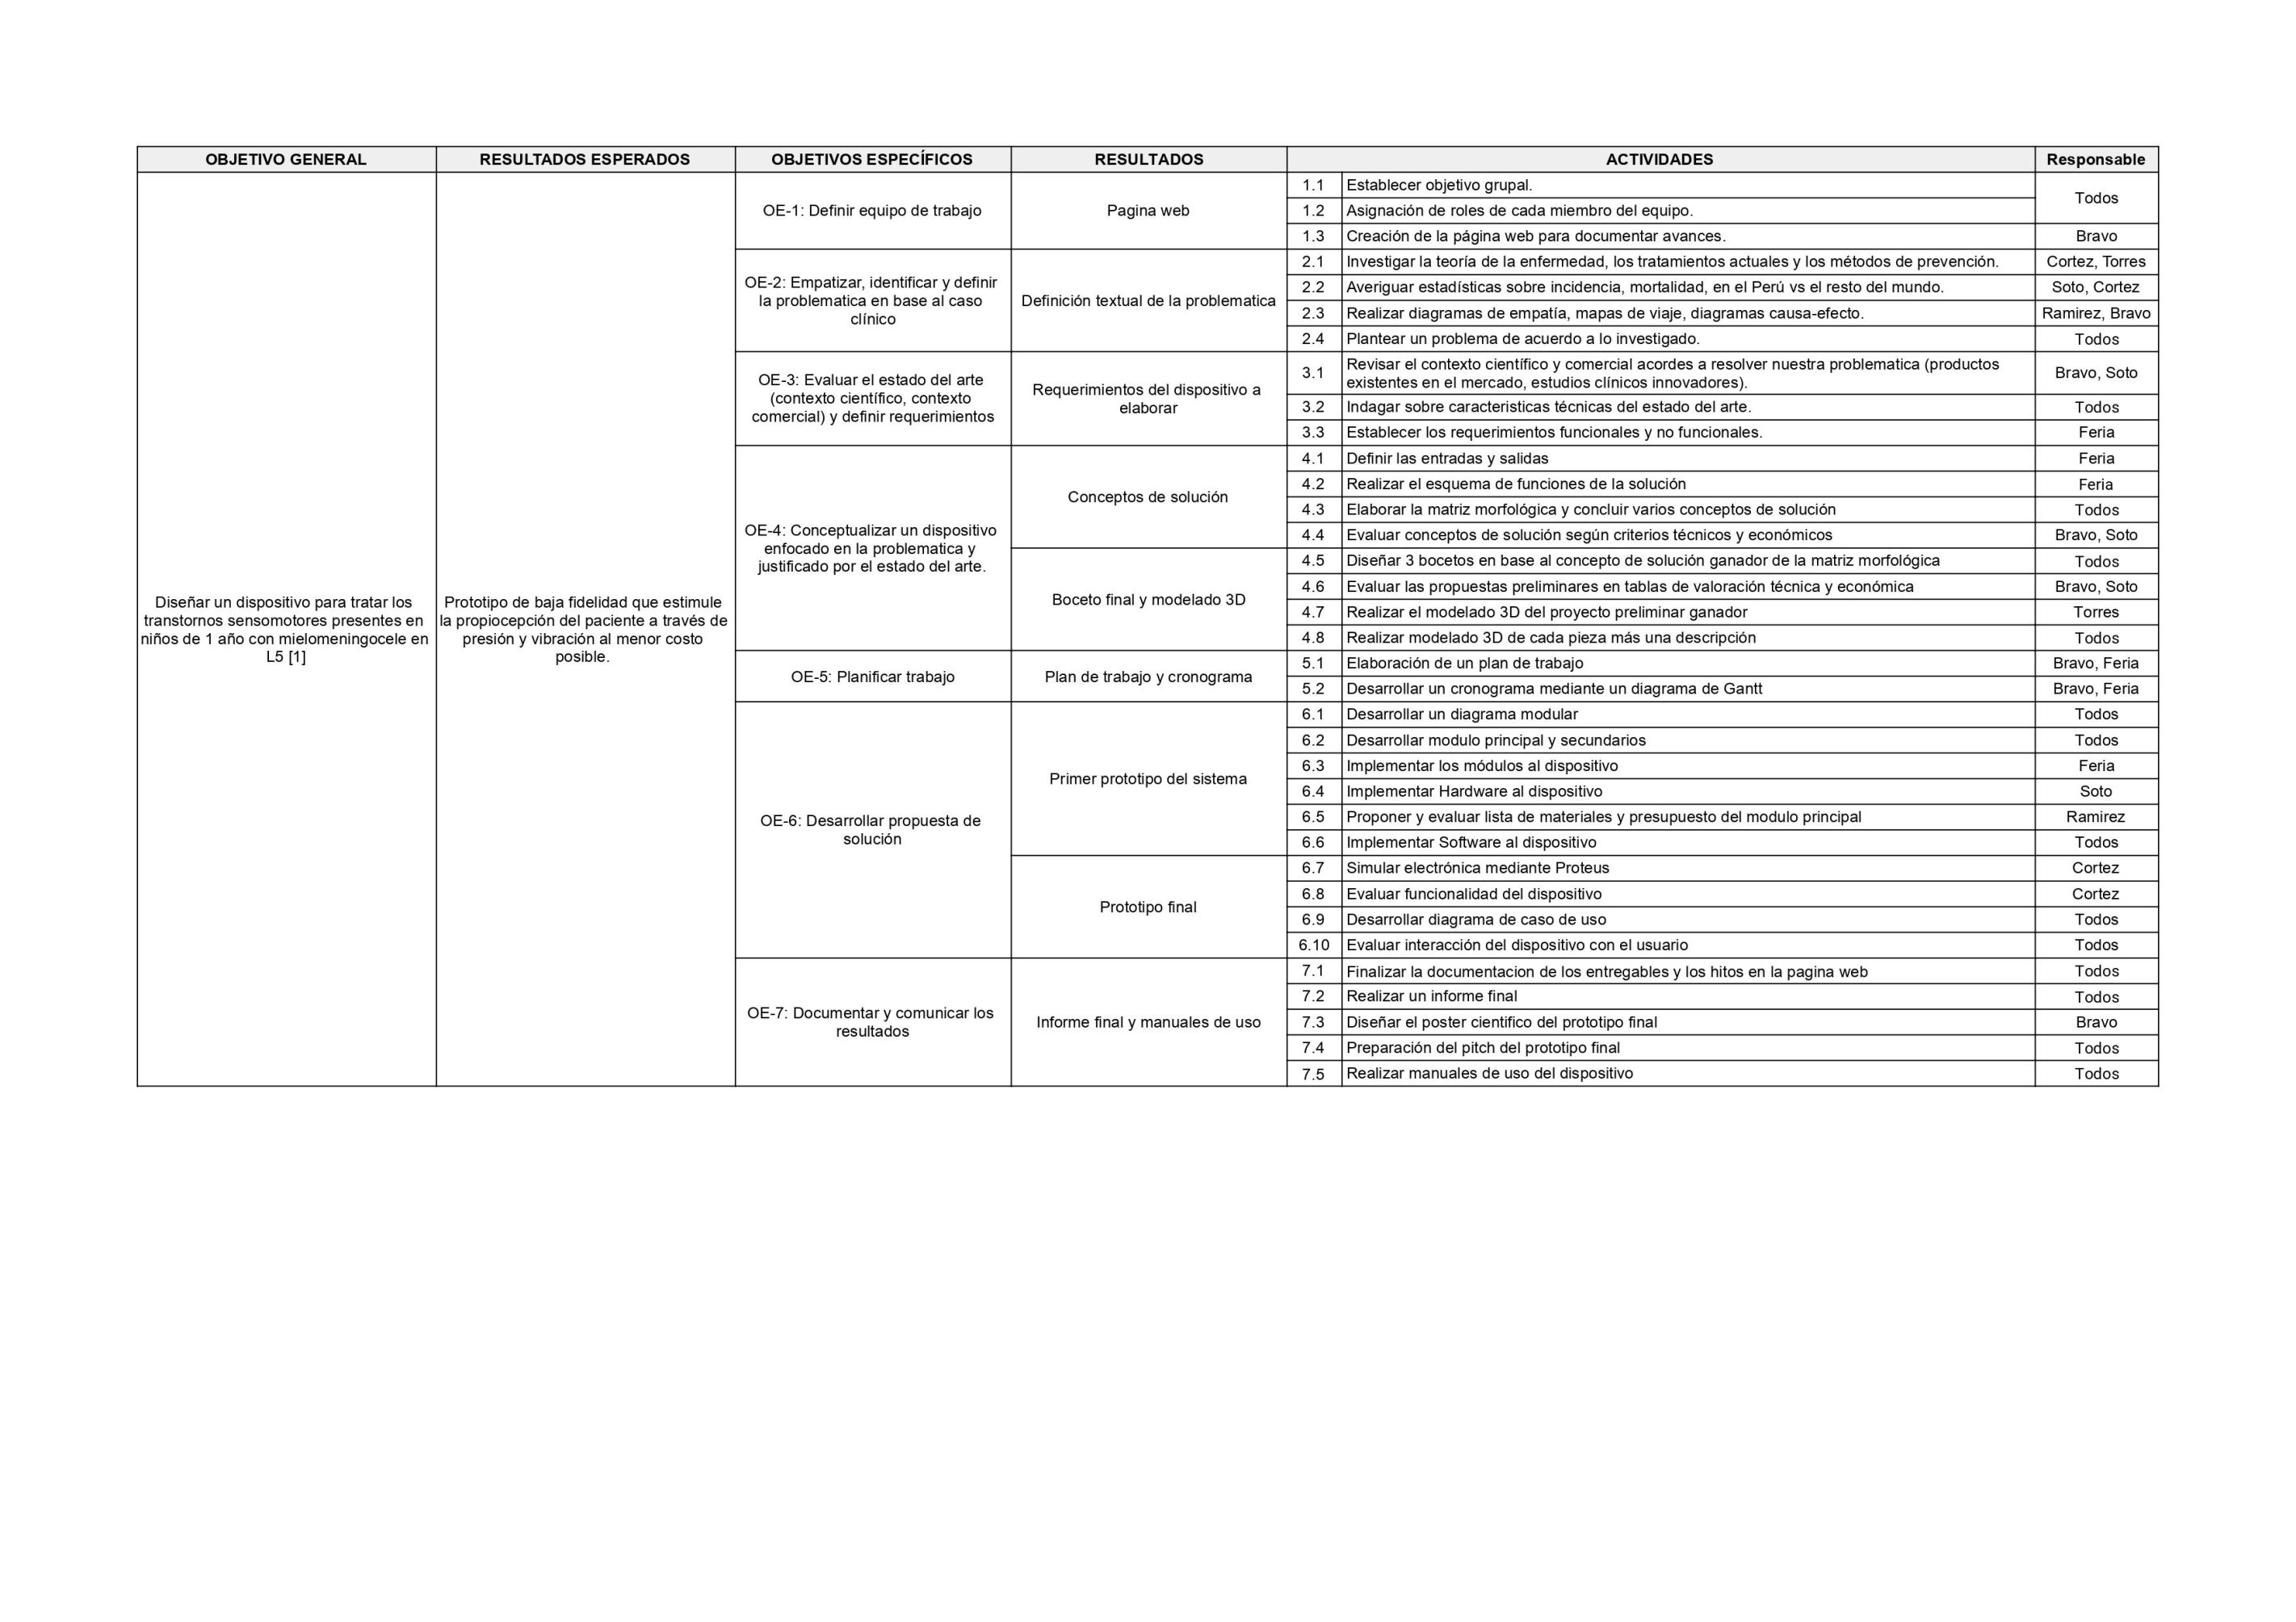 OBJETIVO GENERAL RESULTADOS ESPERADOS OBJETIVOS ESPECÍFICOS RESULTADOS ACTIVIDADES Responsable
Diseñar un dispositivo para tratar los
transtornos sensomotores presentes en
niños de 1 año con mielomeningocele en
L5 [1]
Prototipo de baja fidelidad que estimule
la propiocepción del paciente a través de
presión y vibración al menor costo
posible.
OE-1: Definir equipo de trabajo
Pagina web
1.1 Establecer objetivo grupal.
Todos
1.2 Asignación de roles de cada miembro del equipo.
1.3 Creación de la página web para documentar avances. Bravo
OE-2: Empatizar, identificar y definir
la problematica en base al caso
clínico
Definición textual de la problematica
2.1 Investigar la teoría de la enfermedad, los tratamientos actuales y los métodos de prevención. Cortez, Torres
2.2 Averiguar estadísticas sobre incidencia, mortalidad, en el Perú vs el resto del mundo. Soto, Cortez
2.3 Realizar diagramas de empatía, mapas de viaje, diagramas causa-efecto. Ramirez, Bravo
2.4 Plantear un problema de acuerdo a lo investigado. Todos
OE-3: Evaluar el estado del arte
(contexto científico, contexto
comercial) y definir requerimientos
Requerimientos del dispositivo a
elaborar
3.1 Revisar el contexto científico y comercial acordes a resolver nuestra problematica (productos
existentes en el mercado, estudios clínicos innovadores). Bravo, Soto
3.2 Indagar sobre caracteristicas técnicas del estado del arte. Todos
3.3 Establecer los requerimientos funcionales y no funcionales. Feria
OE-4: Conceptualizar un dispositivo
enfocado en la problematica y
justificado por el estado del arte.
Conceptos de solución
4.1 Definir las entradas y salidas Feria
4.2 Realizar el esquema de funciones de la solución Feria
4.3 Elaborar la matriz morfológica y concluir varios conceptos de solución Todos
4.4 Evaluar conceptos de solución según criterios técnicos y económicos Bravo, Soto
Boceto final y modelado 3D
4.5 Diseñar 3 bocetos en base al concepto de solución ganador de la matriz morfológica Todos
4.6 Evaluar las propuestas preliminares en tablas de valoración técnica y económica Bravo, Soto
4.7 Realizar el modelado 3D del proyecto preliminar ganador Torres
4.8 Realizar modelado 3D de cada pieza más una descripción Todos
OE-5: Planificar trabajo
Plan de trabajo y cronograma
5.1 Elaboración de un plan de trabajo Bravo, Feria
5.2 Desarrollar un cronograma mediante un diagrama de Gantt Bravo, Feria
OE-6: Desarrollar propuesta de
solución
Primer prototipo del sistema
6.1 Desarrollar un diagrama modular Todos
6.2 Desarrollar modulo principal y secundarios Todos
6.3 Implementar los módulos al dispositivo Feria
6.4 Implementar Hardware al dispositivo Soto
6.5 Proponer y evaluar lista de materiales y presupuesto del modulo principal Ramirez
6.6 Implementar Software al dispositivo Todos
Prototipo final
6.7 Simular electrónica mediante Proteus Cortez
6.8 Evaluar funcionalidad del dispositivo Cortez
6.9 Desarrollar diagrama de caso de uso Todos
6.10 Evaluar interacción del dispositivo con el usuario Todos
OE-7: Documentar y comunicar los
resultados
Informe final y manuales de uso
7.1 Finalizar la documentacion de los entregables y los hitos en la pagina web Todos
7.2 Realizar un informe final Todos
7.3 Diseñar el poster cientifico del prototipo final Bravo
7.4 Preparación del pitch del prototipo final Todos
7.5 Realizar manuales de uso del dispositivo Todos